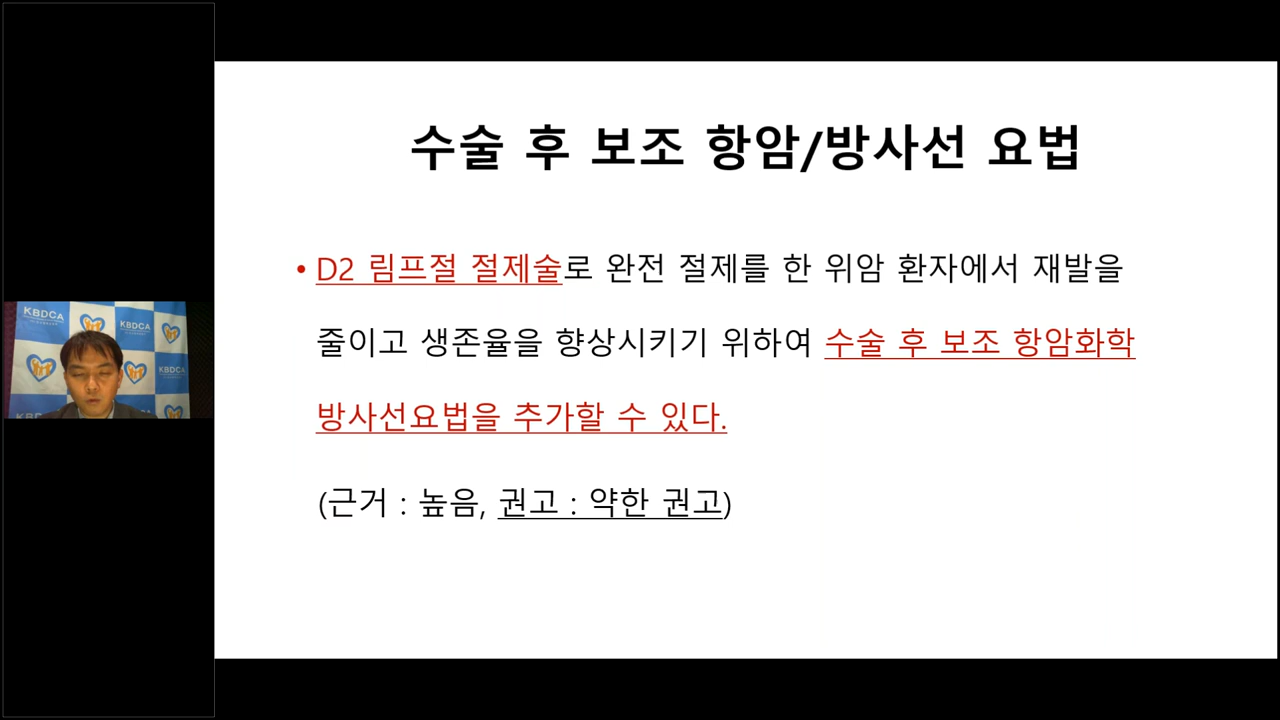 수술 후 보조 항암/방사선 요법
• D2 림프절 절제술로 완전 절제를 한 위암 환자에서 재발을
줄이고 생존율을 향상시키기 위하여 수술 후 보조 항암화학
방사선요법을 추가할 수 있다.
(근거 : 높음, 권고 : 약한 권고)
KBDCA
KBDCA
KBDCA
KBDCA